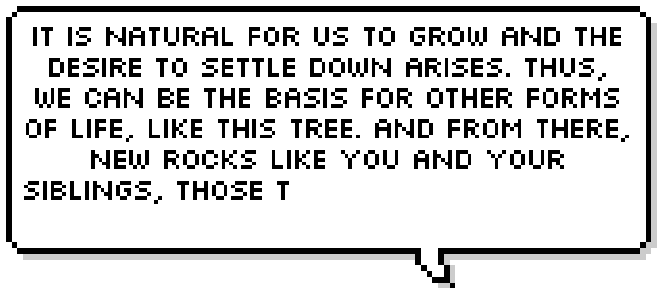 IT IS NATURAL FOR US TO GROW AND THE
DESIRE TO SETTLE DOWN ARISES. THUS,
WE CAN BE THE BASIS FOR OTHER FORMS
OF LIFE, LIKE THIS TREE. AND FROM THERE,
NEW ROCKS LIKE YOU AND YOUR
SIBLINGS, THOSE T